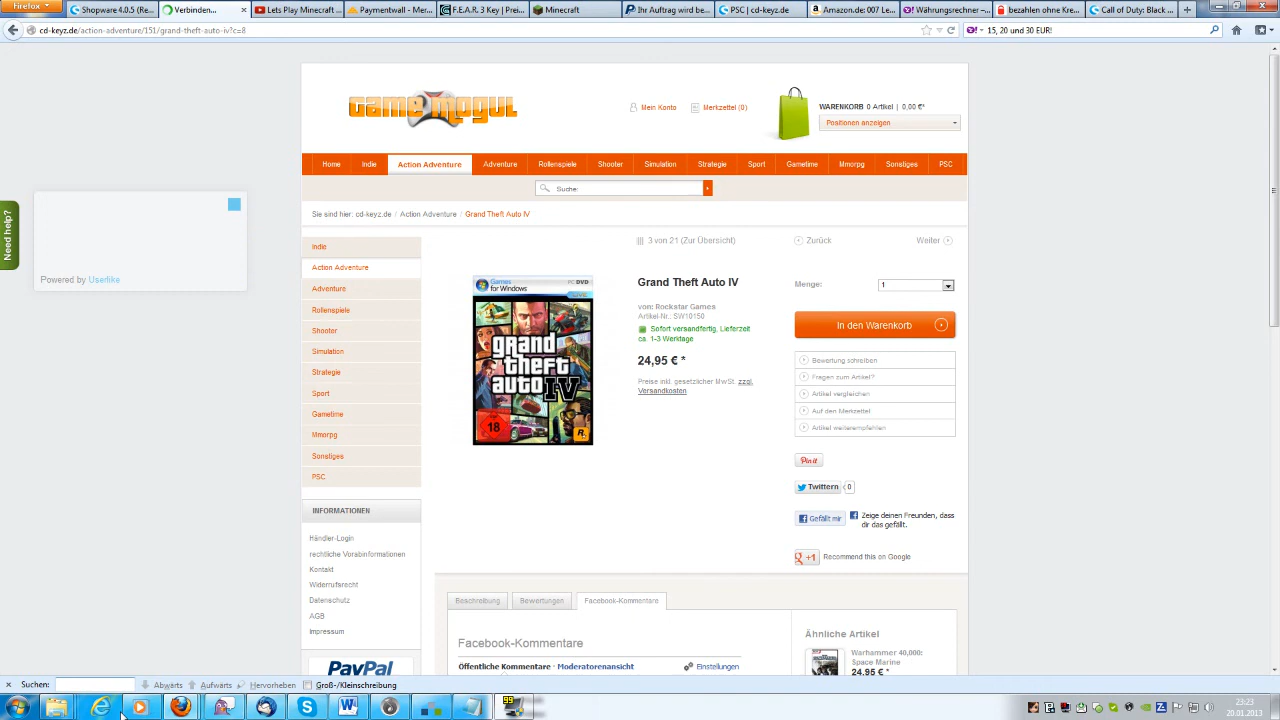 Firefox
Shopware 4.0.5 (Re...
Verbinden...
Lets Play Minecraft ...
Paymentwall - Mer...
F.E.A.R. 3 Key | Prei...
Minecraft
Ihr Auftrag wird be...
PSC | cd-keyz.de
Amazon.de: 007 Le...
Währungsrechner – ...
bezahlen ohne Kre...
Call of Duty: Black ...
cd-keyz.de/action-adventure/151/grand-theft-auto-iv?c=8
15, 20 und 30 EUR!
GAME MOGUL
Mein Konto
Merkzettel (0)
WARENKORB 0 Artikel | 0,00 €*
Positionen anzeigen
Home Indie Action Adventure Adventure Rollenspiele Shooter Simulation Strategie Sport Gametime Mmorpg Sonstiges PSC
Suche:
Need help?
Powered by Userlike
Sie sind hier: cd-keyz.de / Action Adventure / Grand Theft Auto IV
3 von 21 (Zur Übersicht)
Zurück
Weiter
Indie
Action Adventure
Adventure
Rollenspiele
Shooter
Simulation
Strategie
Sport
Gametime
Mmorpg
Sonstiges
PSC
INFORMATIONEN
Händler-Login
rechtliche Vorabinformationen
Kontakt
Widerrufsrecht
Datenschutz
AGB
Impressum
PayPal
Games
for Windows
PC DVD
LIVE
grand
theft
auto IV
18
R
Grand Theft Auto IV
von: Rockstar Games
Artikel-Nr.: SW10150
Sofort versandfertig, Lieferzeit
ca. 1-3 Werktage
24,95 € *
Preise inkl. gesetzlicher MwSt. zzgl.
Versandkosten
Menge:
1
In den Warenkorb
Bewertung schreiben
Fragen zum Artikel?
Artikel vergleichen
Auf den Merkzettel
Artikel weiterempfehlen
Pin it
Twittern 0
Gefällt mir
Zeige deinen Freunden, dass
dir das gefällt.
+1 Recommend this on Google
Beschreibung
Bewertungen
Facebook-Kommentare
Facebook-Kommentare
Öffentliche Kommentare · Moderatorenansicht
Einstellungen
Ähnliche Artikel
Warhammer 40,000:
Space Marine
24,95 € *
Suchen:
Abwärts
Aufwärts
Hervorheben
Groß-/Kleinschreibung
23:23
20.01.2013